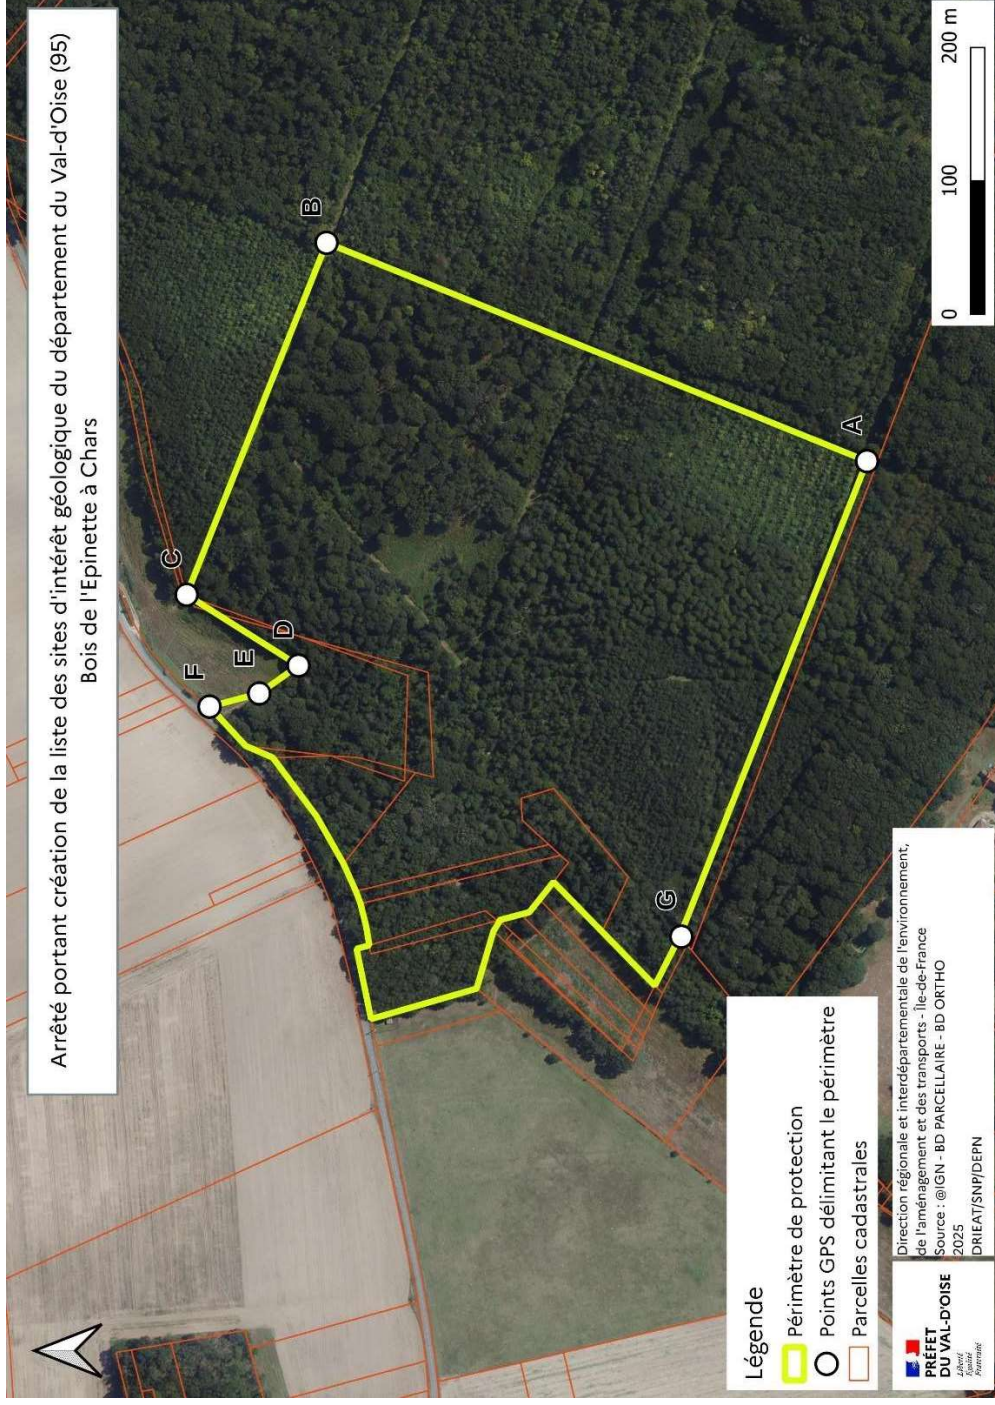 Arrêté portant création de la liste des sites d'intérêt géologique du département du Val-d'Oise (95)
Bois de l'Epinette à Chars
F
E
D
C
B
G
A
Légende
Périmètre de protection
Points GPS délimitant le périmètre
Parcelles cadastrales
PRÉFET
DU VAL-D'OISE
Liberté
Égalité
Fraternité
Direction régionale et interdépartementale de l'environnement,
de l'aménagement et des transports - Île-de-France
Source : @IGN - BD PARCELLAIRE - BD ORTHO
2025
DRIEAT/SNP/DEPN
0 100 200 m